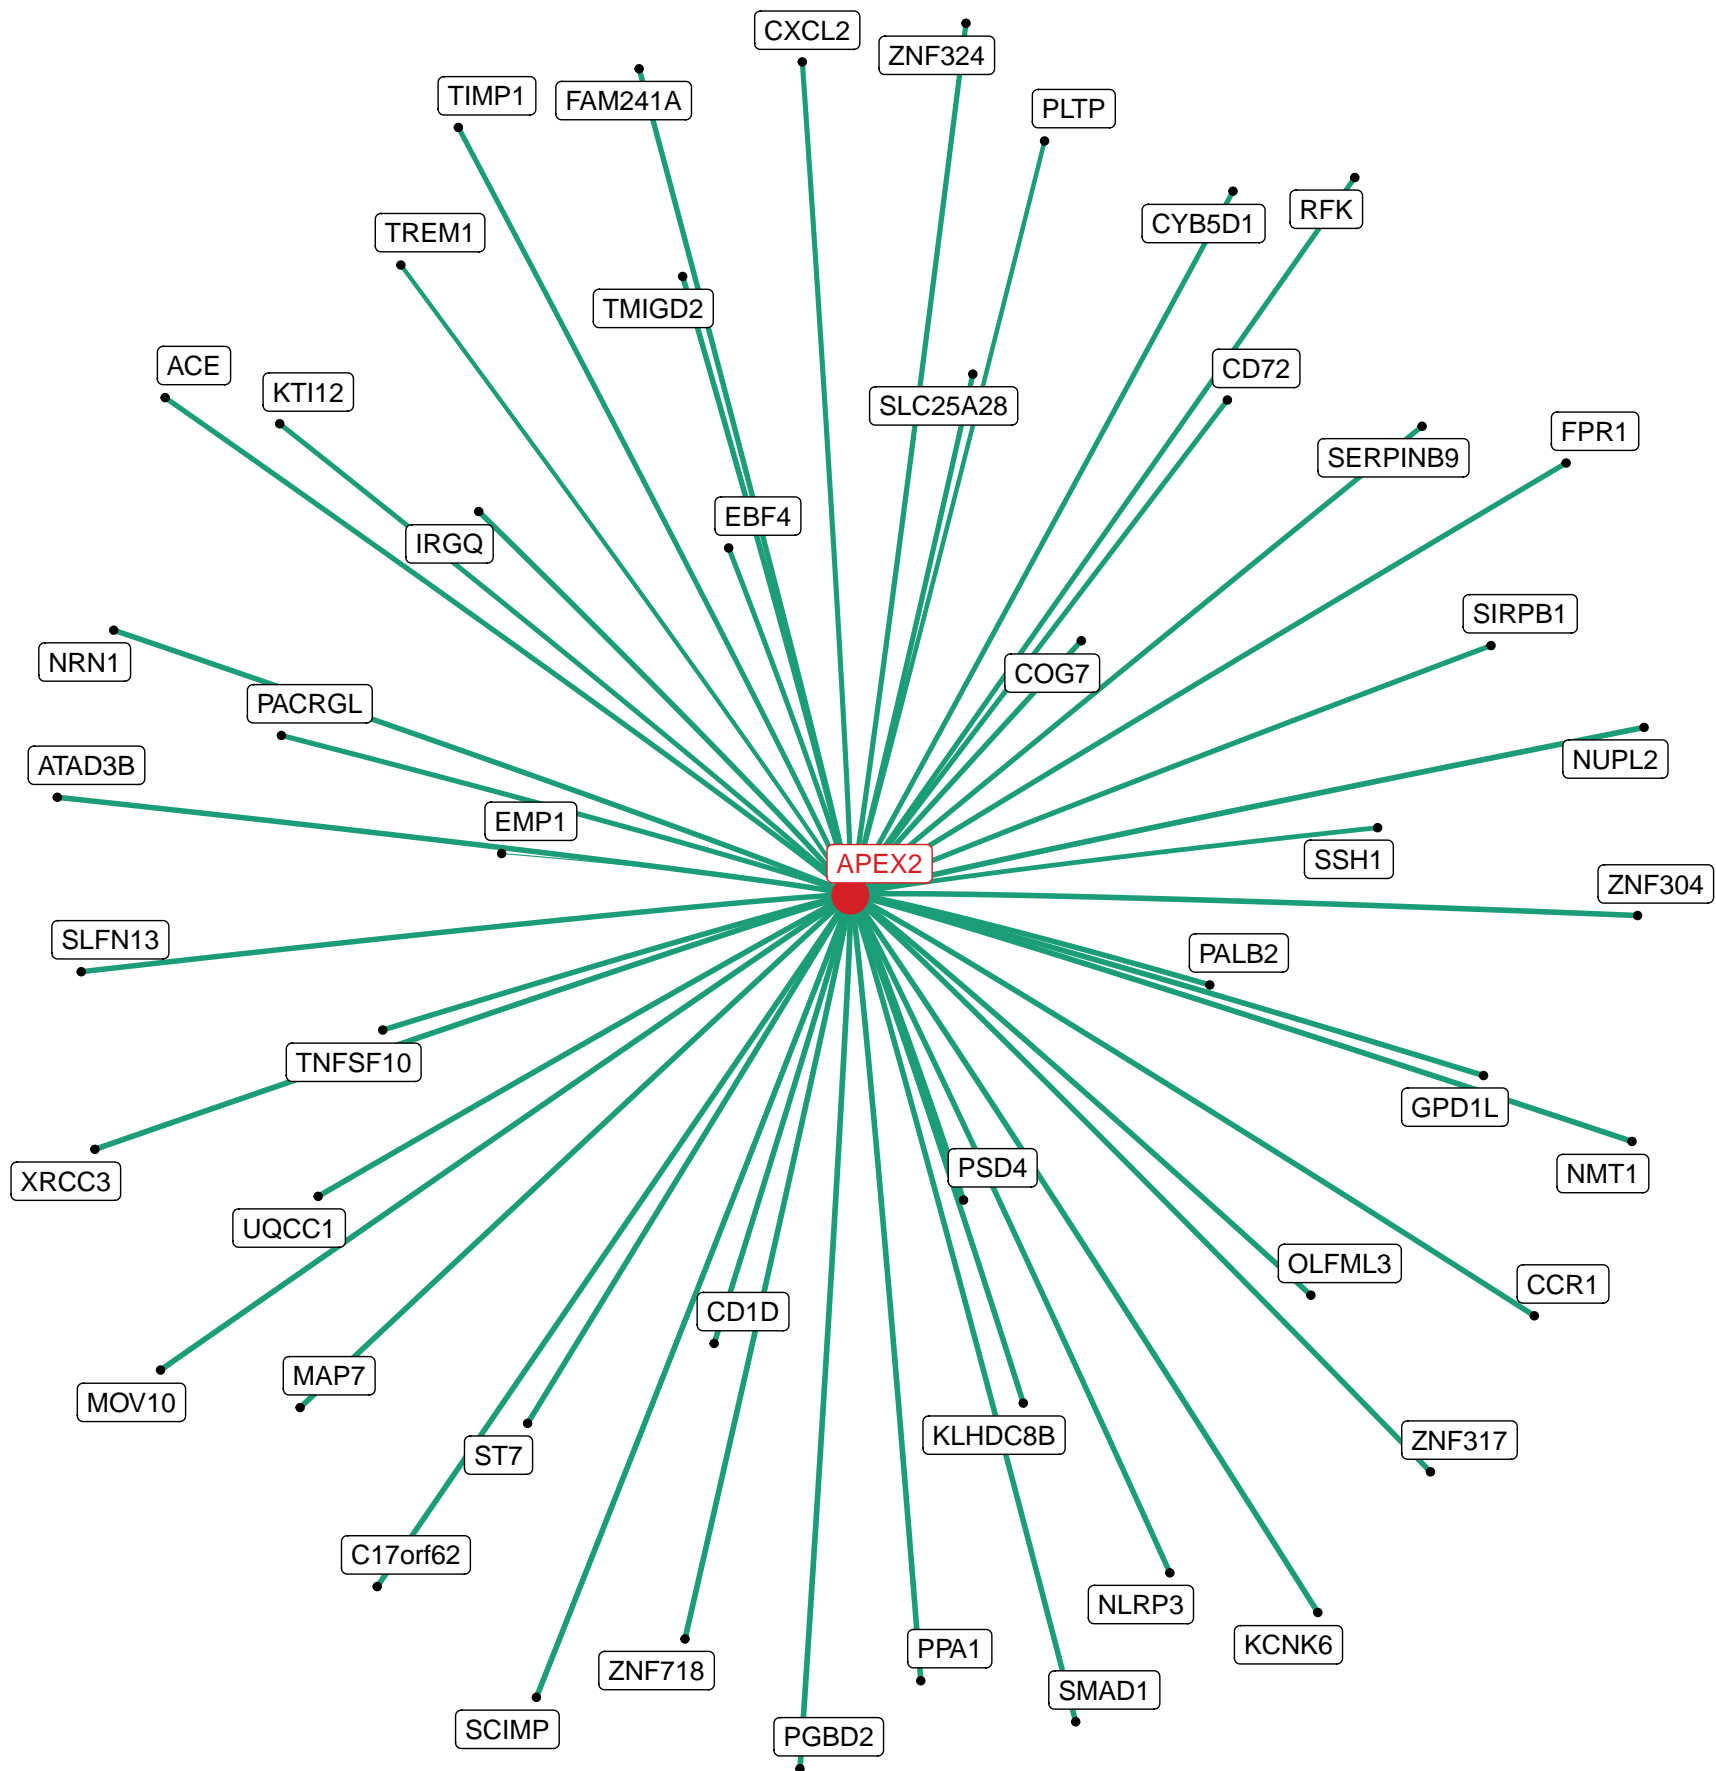 CXCL2
ZNF324
TIMP1
FAM241A
PLTP
RFK
CYB5D1
TREM1
TMIGD2
ACE
KTI12
CD72
SLC25A28
FPR1
SERPINB9
EBF4
IRGQ
SIRPB1
NRN1
COG7
PACRGL
NUPL2
ATAD3B
EMP1
APEX2
SSH1
ZNF304
SLFN13
PALB2
TNFSF10
GPD1L
PSD4
NMT1
XRCC3
UQCC1
OLFML3
CCR1
CD1D
MAP7
MOV10
KLHDC8B
ZNF317
ST7
C17orf62
NLRP3
KCNK6
PPA1
ZNF718
SMAD1
SCIMP
PGBD2